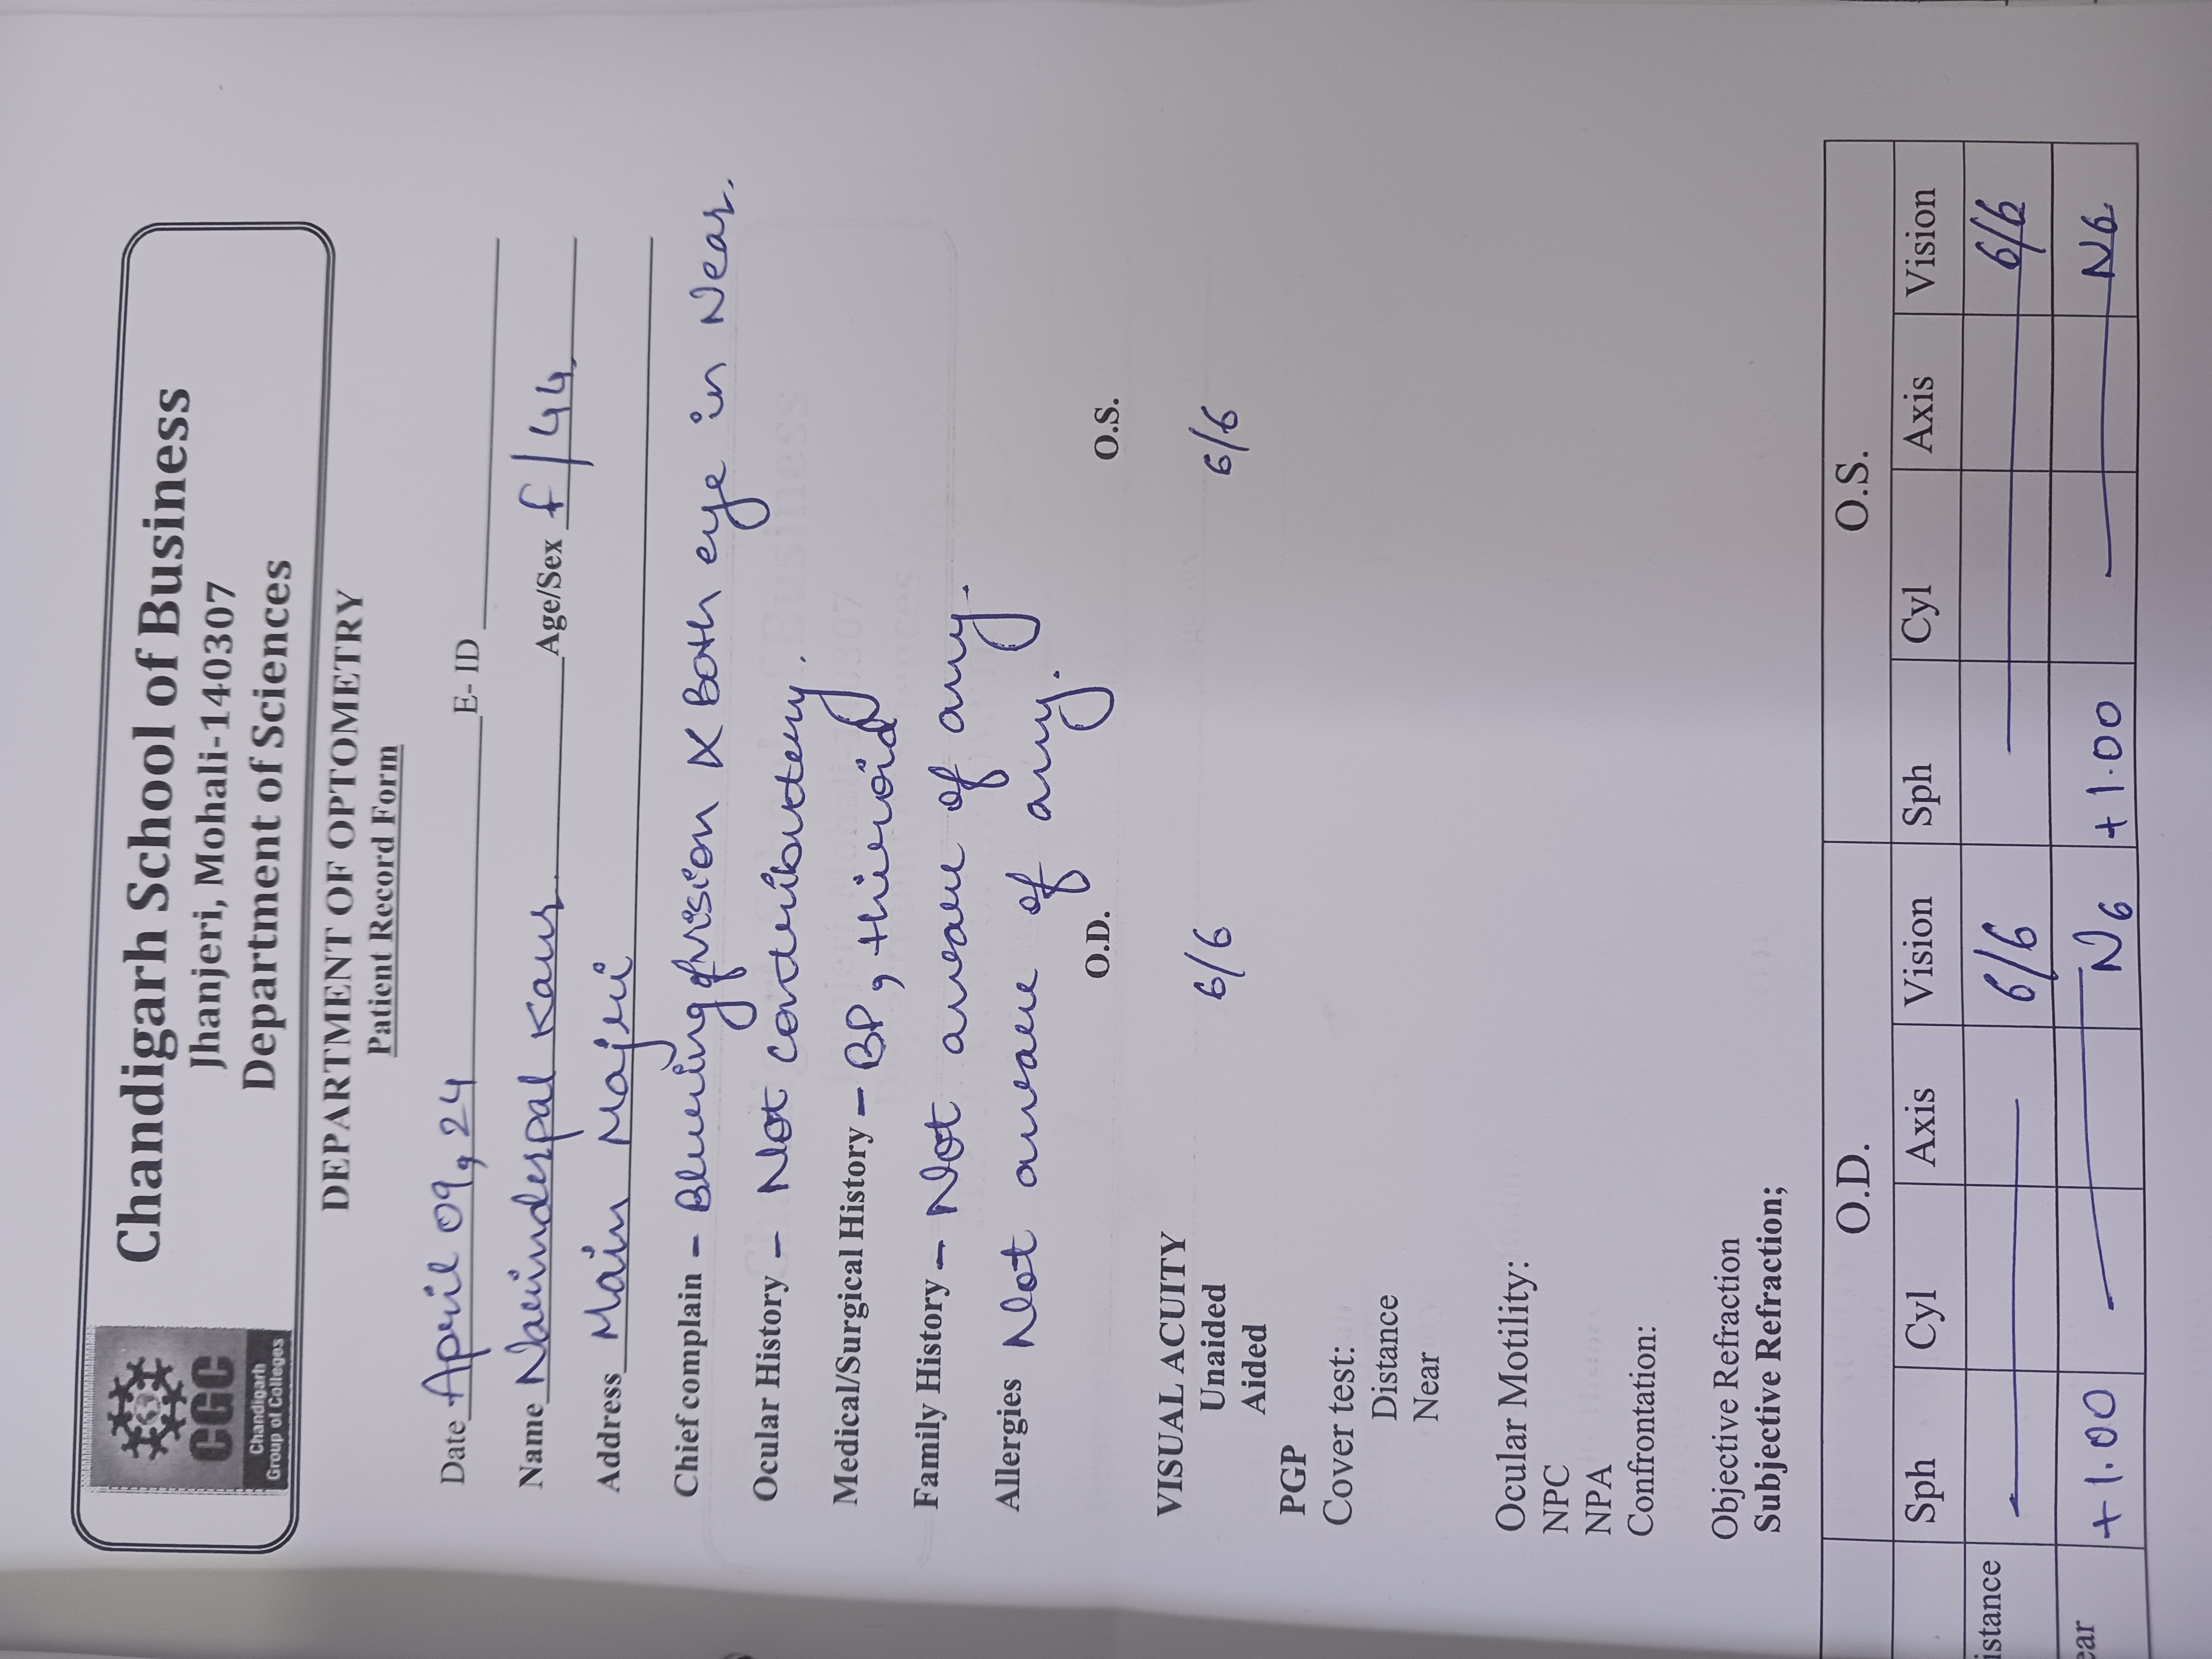 CGC
Chandigarh
Group of Colleges
Chandigarh School of Business
Jhanjeri, Mohali-140307
Department of Sciences
DEPARTMENT OF OPTOMETRY
Patient Record Form
Date April 09, 24 E- ID
Name Navinderpal Kaur Age/Sex f/44
Address Main Majri
Chief complain - Blurring of vision X Both eye in Near.
Ocular History - Not contributery.
Medical/Surgical History - BP, thiroid
Family History - Not aware of any.
Allergies Not aware of any.
O.D. O.S.
VISUAL ACUITY
Unaided 6/6 6/6
Aided
PGP
Cover test:
Distance
Near
Ocular Motility:
NPC
NPA
Confrontation:
Objective Refraction
Subjective Refraction;
O.D. O.S.
Sph Cyl Axis Vision Sph Cyl Axis Vision
istance — 6/6 — 6/6
ear +1.00 — N6 +1.00 — N6